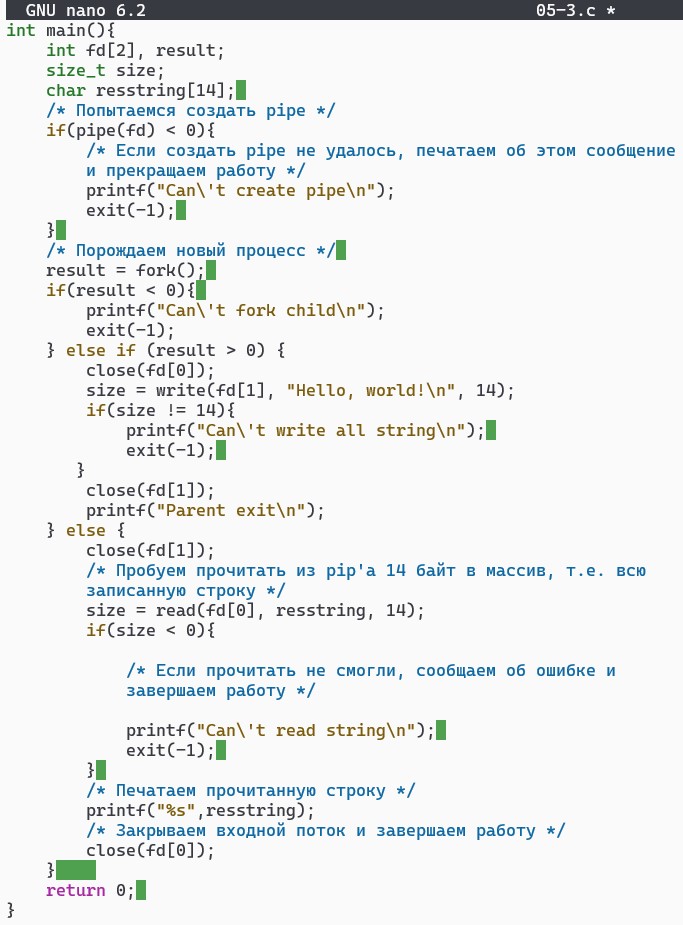 GNU nano 6.2 05-3.c *
int main(){
    int fd[2], result;
    size_t size;
    char resstring[14];
    /* Попытаемся создать pipe */
    if(pipe(fd) < 0){
        /* Если создать pipe не удалось, печатаем об этом сообщение
        и прекращаем работу */
        printf("Can\'t create pipe\n");
        exit(-1);
    }
    /* Порождаем новый процесс */
    result = fork();
    if(result < 0){
        printf("Can\'t fork child\n");
        exit(-1);
    } else if (result > 0) {
        close(fd[0]);
        size = write(fd[1], "Hello, world!\n", 14);
        if(size != 14){
            printf("Can\'t write all string\n");
            exit(-1);
       }
        close(fd[1]);
        printf("Parent exit\n");
    } else {
        close(fd[1]);
        /* Пробуем прочитать из pip'а 14 байт в массив, т.е. всю
        записанную строку */
        size = read(fd[0], resstring, 14);
        if(size < 0){
            /* Если прочитать не смогли, сообщаем об ошибке и
            завершаем работу */
            printf("Can\'t read string\n");
            exit(-1);
        }
        /* Печатаем прочитанную строку */
        printf("%s",resstring);
        /* Закрываем входной поток и завершаем работу */
        close(fd[0]);
    }
    return 0;
}